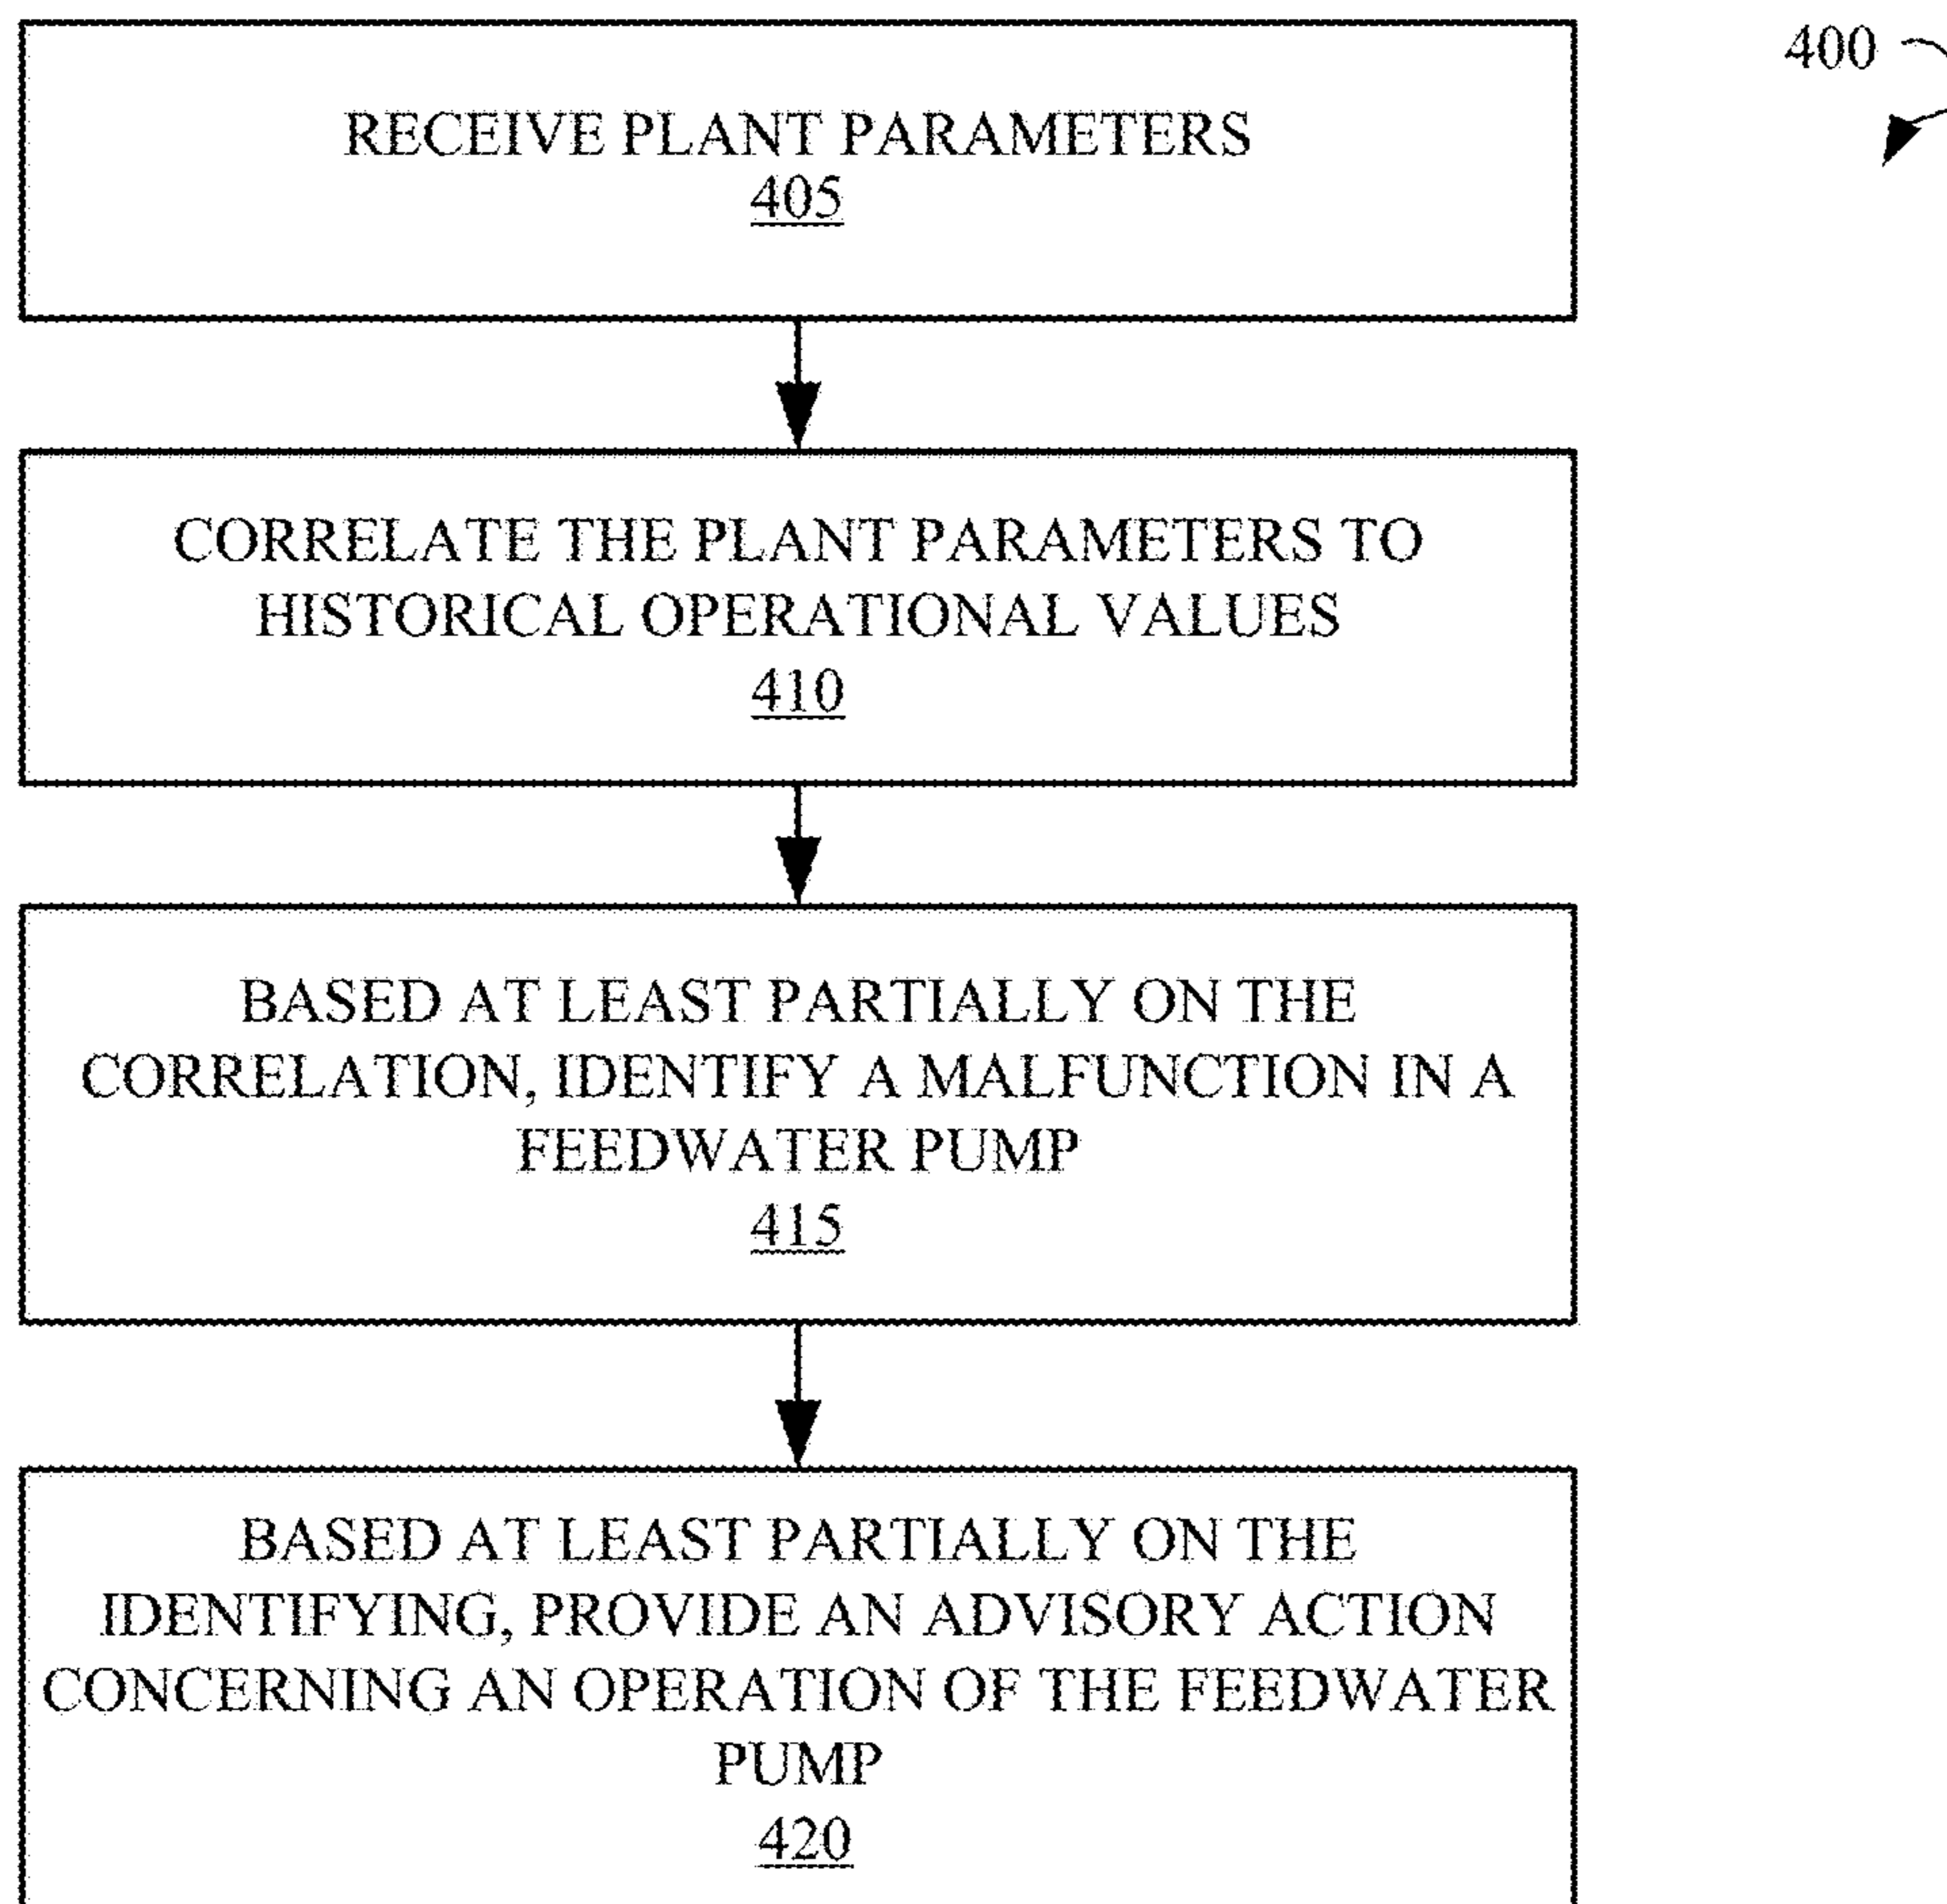 400
RECEIVE PLANT PARAMETERS
405
CORRELATE THE PLANT PARAMETERS TO
HISTORICAL OPERATIONAL VALUES
410
BASED AT LEAST PARTIALLY ON THE
CORRELATION, IDENTIFY A MALFUNCTION IN A
FEEDWATER PUMP
415
BASED AT LEAST PARTIALLY ON THE
IDENTIFYING, PROVIDE AN ADVISORY ACTION
CONCERNING AN OPERATION OF THE FEEDWATER
PUMP
420